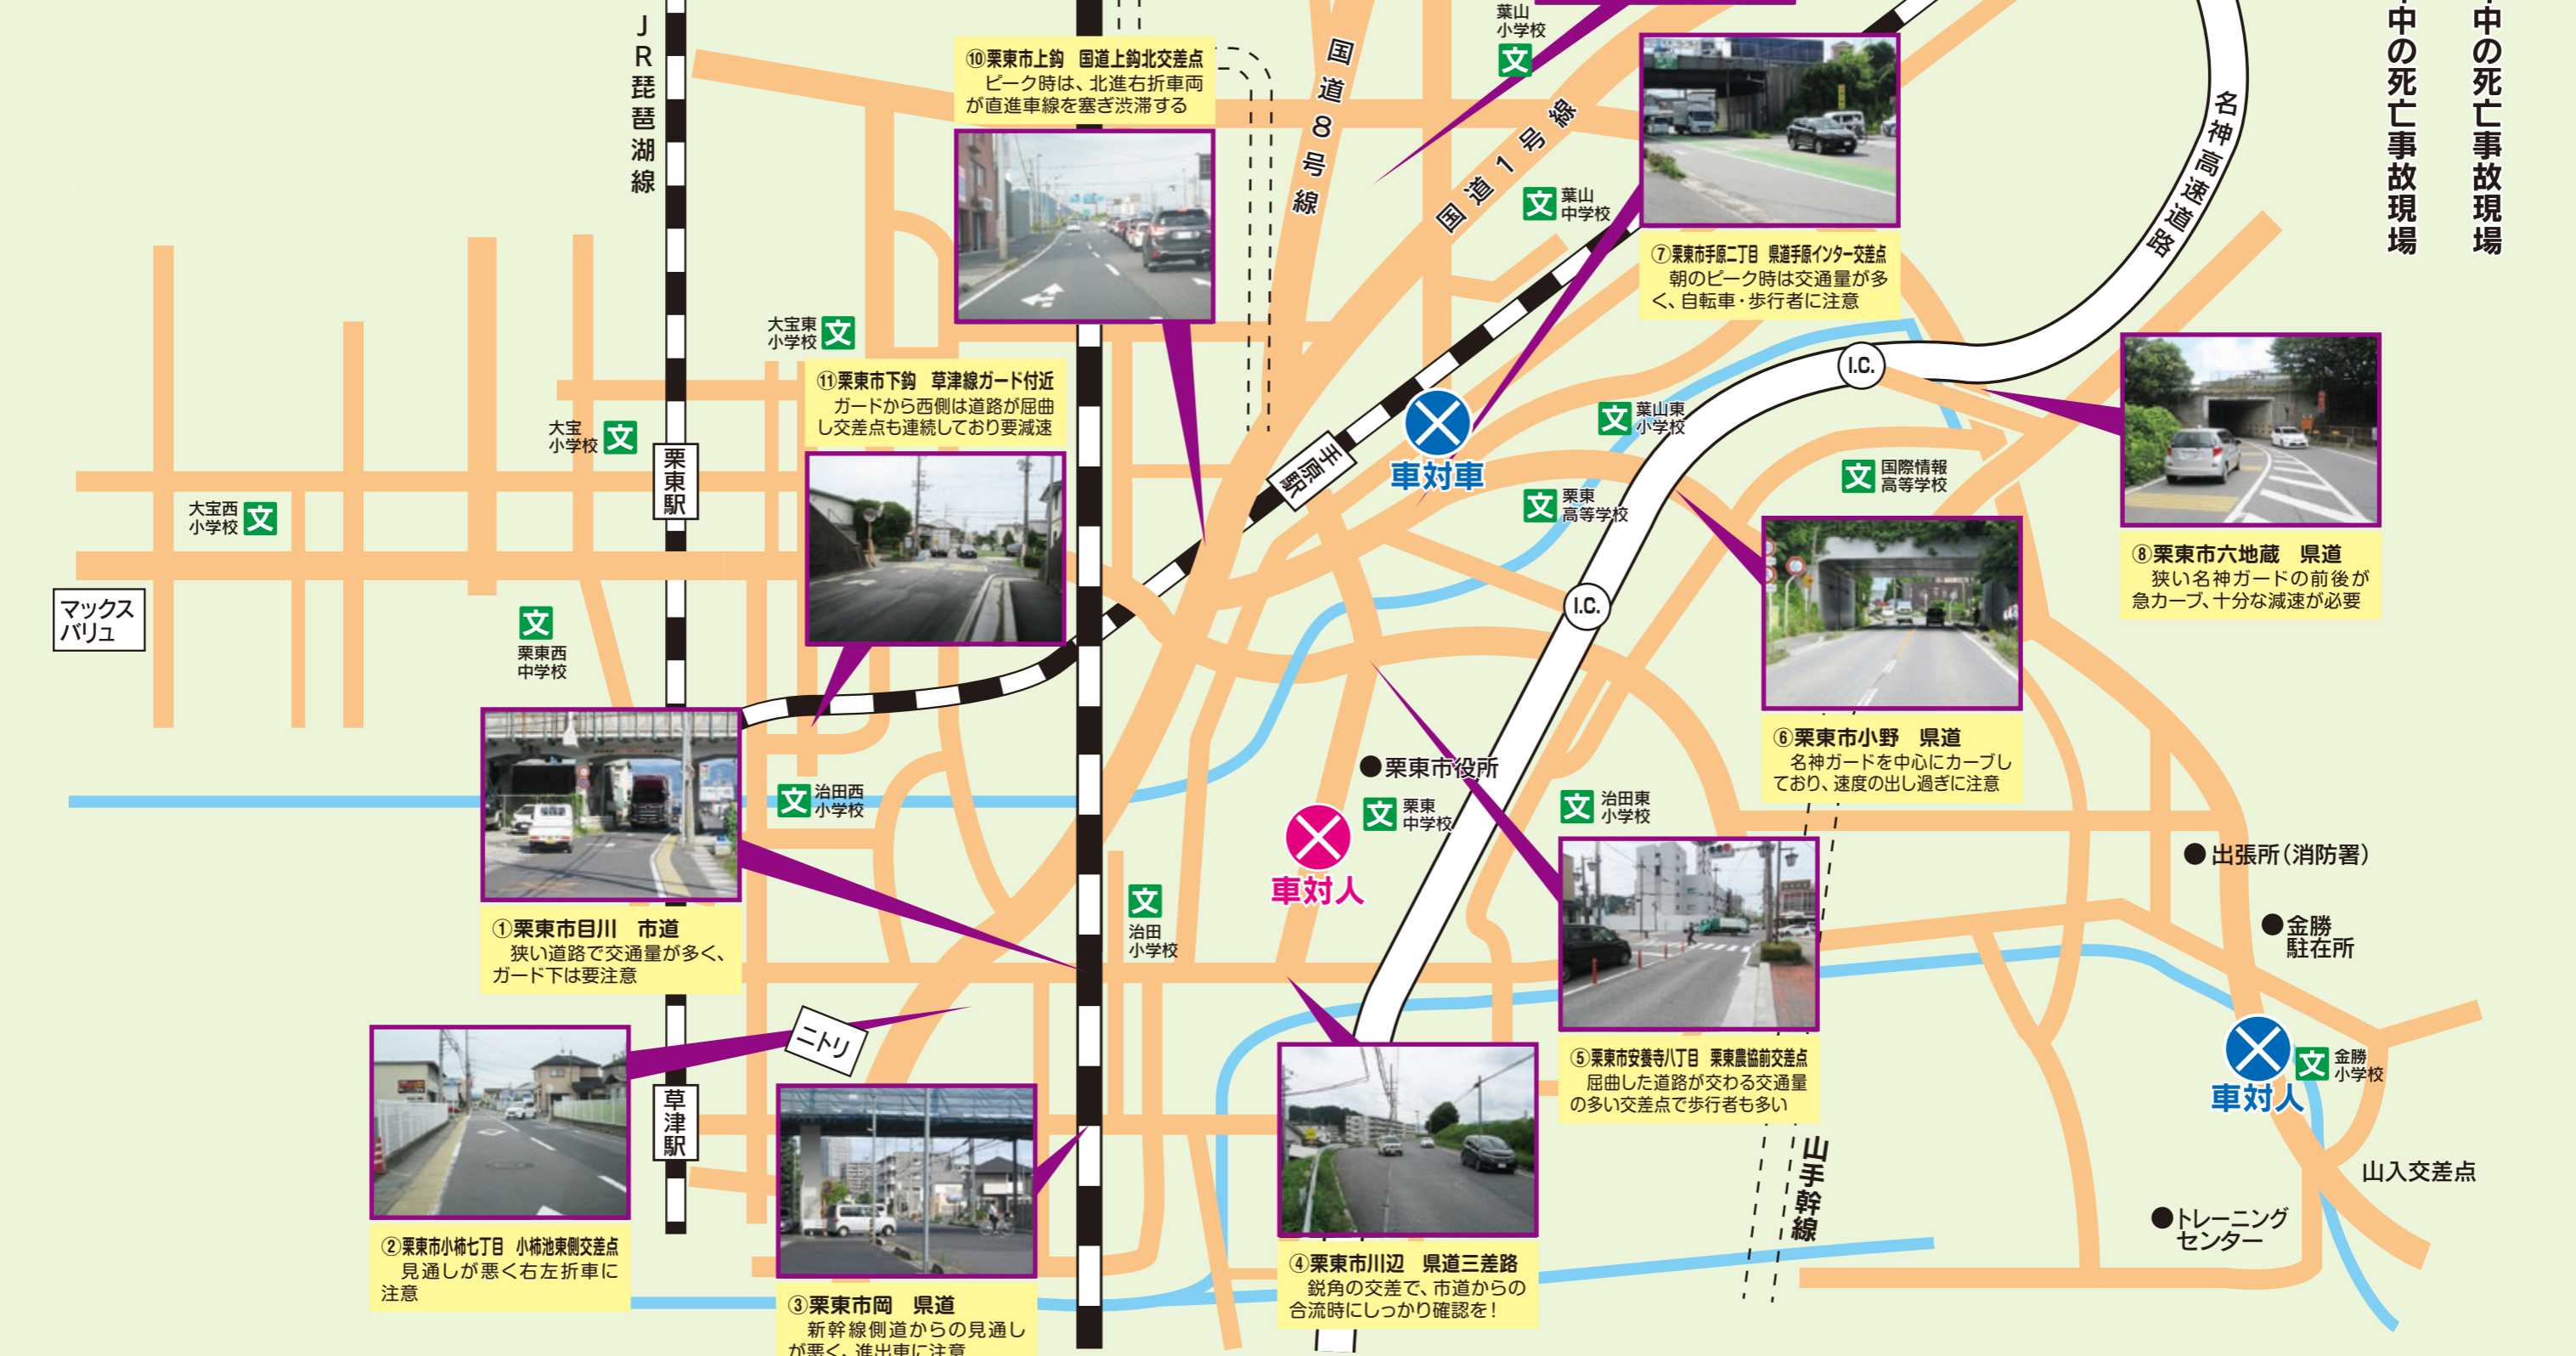 中の死亡事故現場
中の死亡事故現場
JR琵琶湖線
国道8号線
国道1号線
名神高速道路
葉山
小学校
文
⑩栗東市上鈎　国道上鈎北交差点
ピーク時は、北進右折車両
が直進車線を塞ぎ渋滞する
文
葉山
中学校
⑦栗東市手原二丁目　県道手原インター交差点
朝のピーク時は交通量が多
く、自転車・歩行者に注意
大宝東
小学校
文
⑪栗東市下鈎　草津線ガード付近
ガードから西側は道路が屈曲
し交差点も連続しており要減速
I.C.
大宝
小学校
文
栗東駅
手原駅
車対車
文
葉山東
小学校
文
国際情報
高等学校
大宝西
小学校
文
文
栗東
高等学校
⑧栗東市六地蔵　県道
狭い名神ガードの前後が
急カーブ、十分な減速が必要
マックス
バリュ
文
栗東西
中学校
I.C.
⑥栗東市小野　県道
名神ガードを中心にカーブし
ており、速度の出し過ぎに注意
栗東市役所
文
治田西
小学校
文
栗東
中学校
文
治田東
小学校
車対人
出張所（消防署）
金勝
駐在所
①栗東市目川　市道
狭い道路で交通量が多く、
ガード下は要注意
文
治田
小学校
ニトリ
草津駅
⑤栗東市安養寺八丁目　栗東農協前交差点
屈曲した道路が交わる交通量
の多い交差点で歩行者も多い
車対人
文
金勝
小学校
山手幹線
山入交差点
トレーニング
センター
②栗東市小柿七丁目　小柿池東側交差点
見通しが悪く右左折車に
注意
③栗東市岡　県道
新幹線側道からの見通し
が悪く、進出車に注意
④栗東市川辺　県道三差路
鋭角の交差で、市道からの
合流時にしっかり確認を！